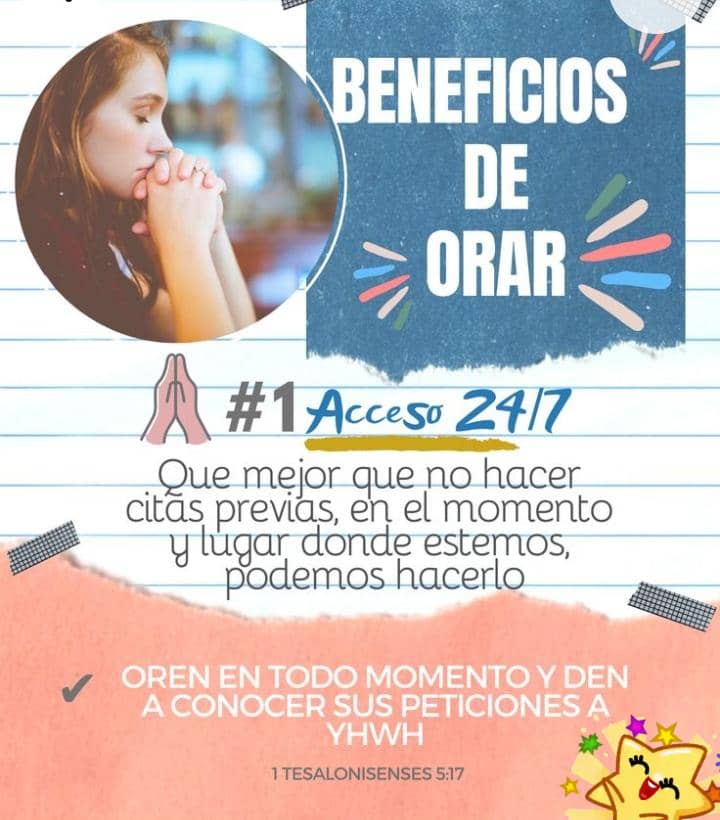 BENEFICIOS
DE
ORAR
#1 Acceso 24/7
Que mejor que no hacer
citas previas, en el momento
y lugar donde estemos,
podemos hacerlo
OREN EN TODO MOMENTO Y DEN
A CONOCER SUS PETICIONES A
YHWH
1 TESALONISENSES 5:17